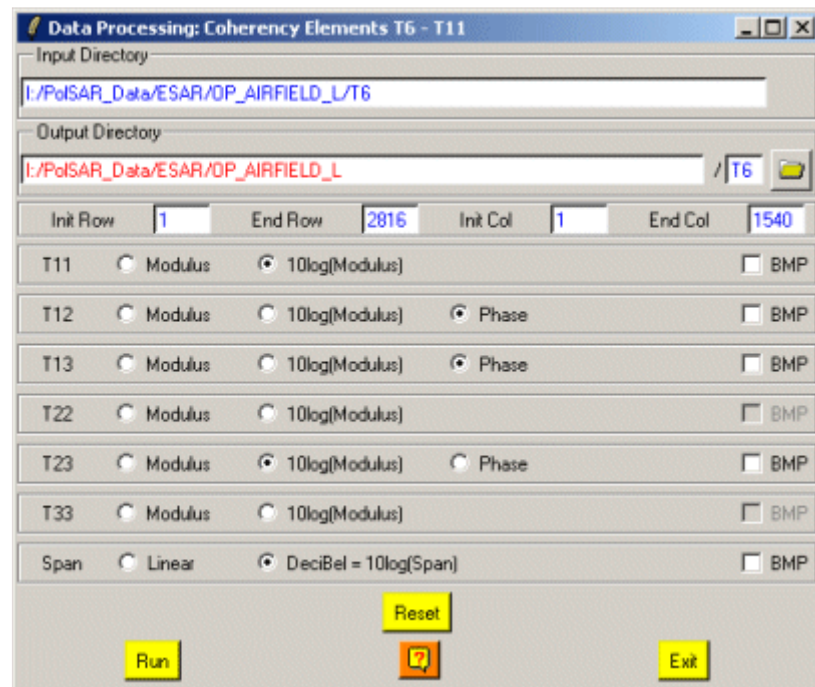 Data Processing: Coherency Elements T6 - T11
Input Directory
I:/PolSAR_Data/ESAR/OP_AIRFIELD_L/T6
Output Directory
I:/PolSAR_Data/ESAR/OP_AIRFIELD_L / T6
Init Row 1 End Row 2816 Init Col 1 End Col 1540
T11 Modulus 10log(Modulus) BMP
T12 Modulus 10log(Modulus) Phase BMP
T13 Modulus 10log(Modulus) Phase BMP
T22 Modulus 10log(Modulus) BMP
T23 Modulus 10log(Modulus) Phase BMP
T33 Modulus 10log(Modulus) BMP
Span Linear DeciBel = 10log(Span) BMP
Reset
Run ? Exit